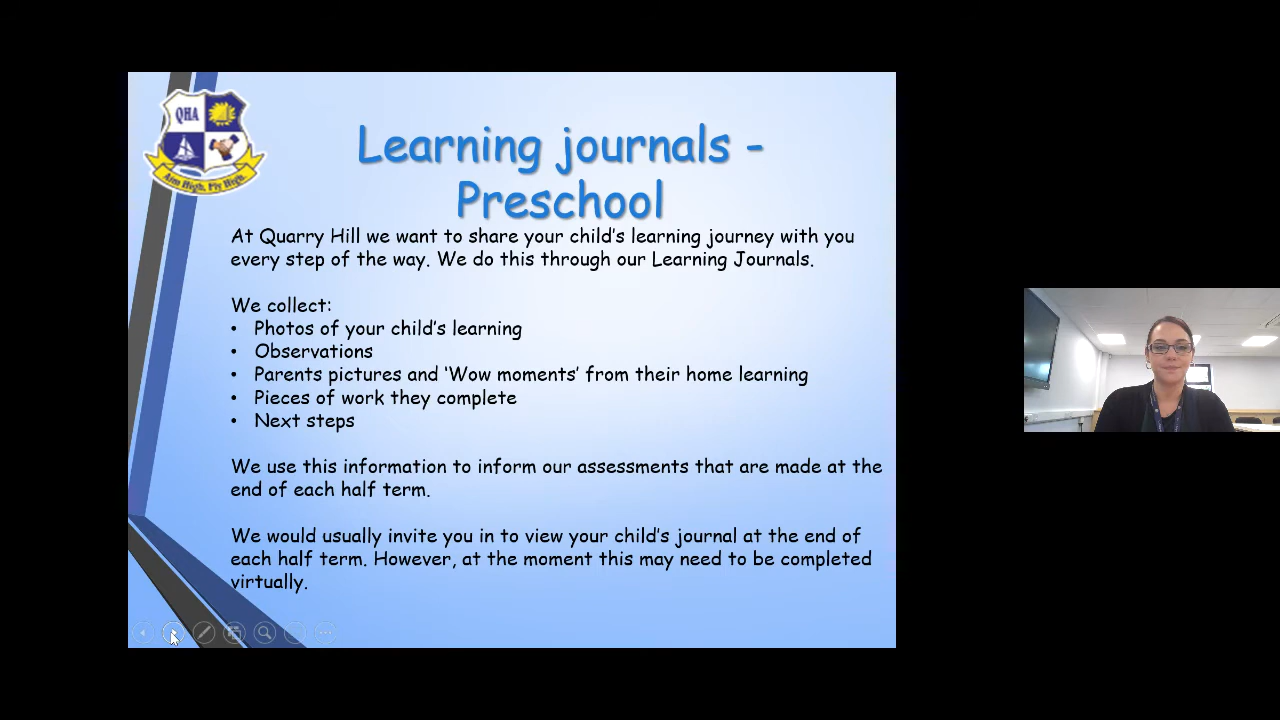 QHA
Aim High, Fly High.
Learning journals -
Preschool
At Quarry Hill we want to share your child's learning journey with you
every step of the way. We do this through our Learning Journals.
We collect:
• Photos of your child's learning
• Observations
• Parents pictures and ‘Wow moments’ from their home learning
• Pieces of work they complete
• Next steps
We use this information to inform our assessments that are made at the
end of each half term.
We would usually invite you in to view your child's journal at the end of
each half term. However, at the moment this may need to be completed
virtually.